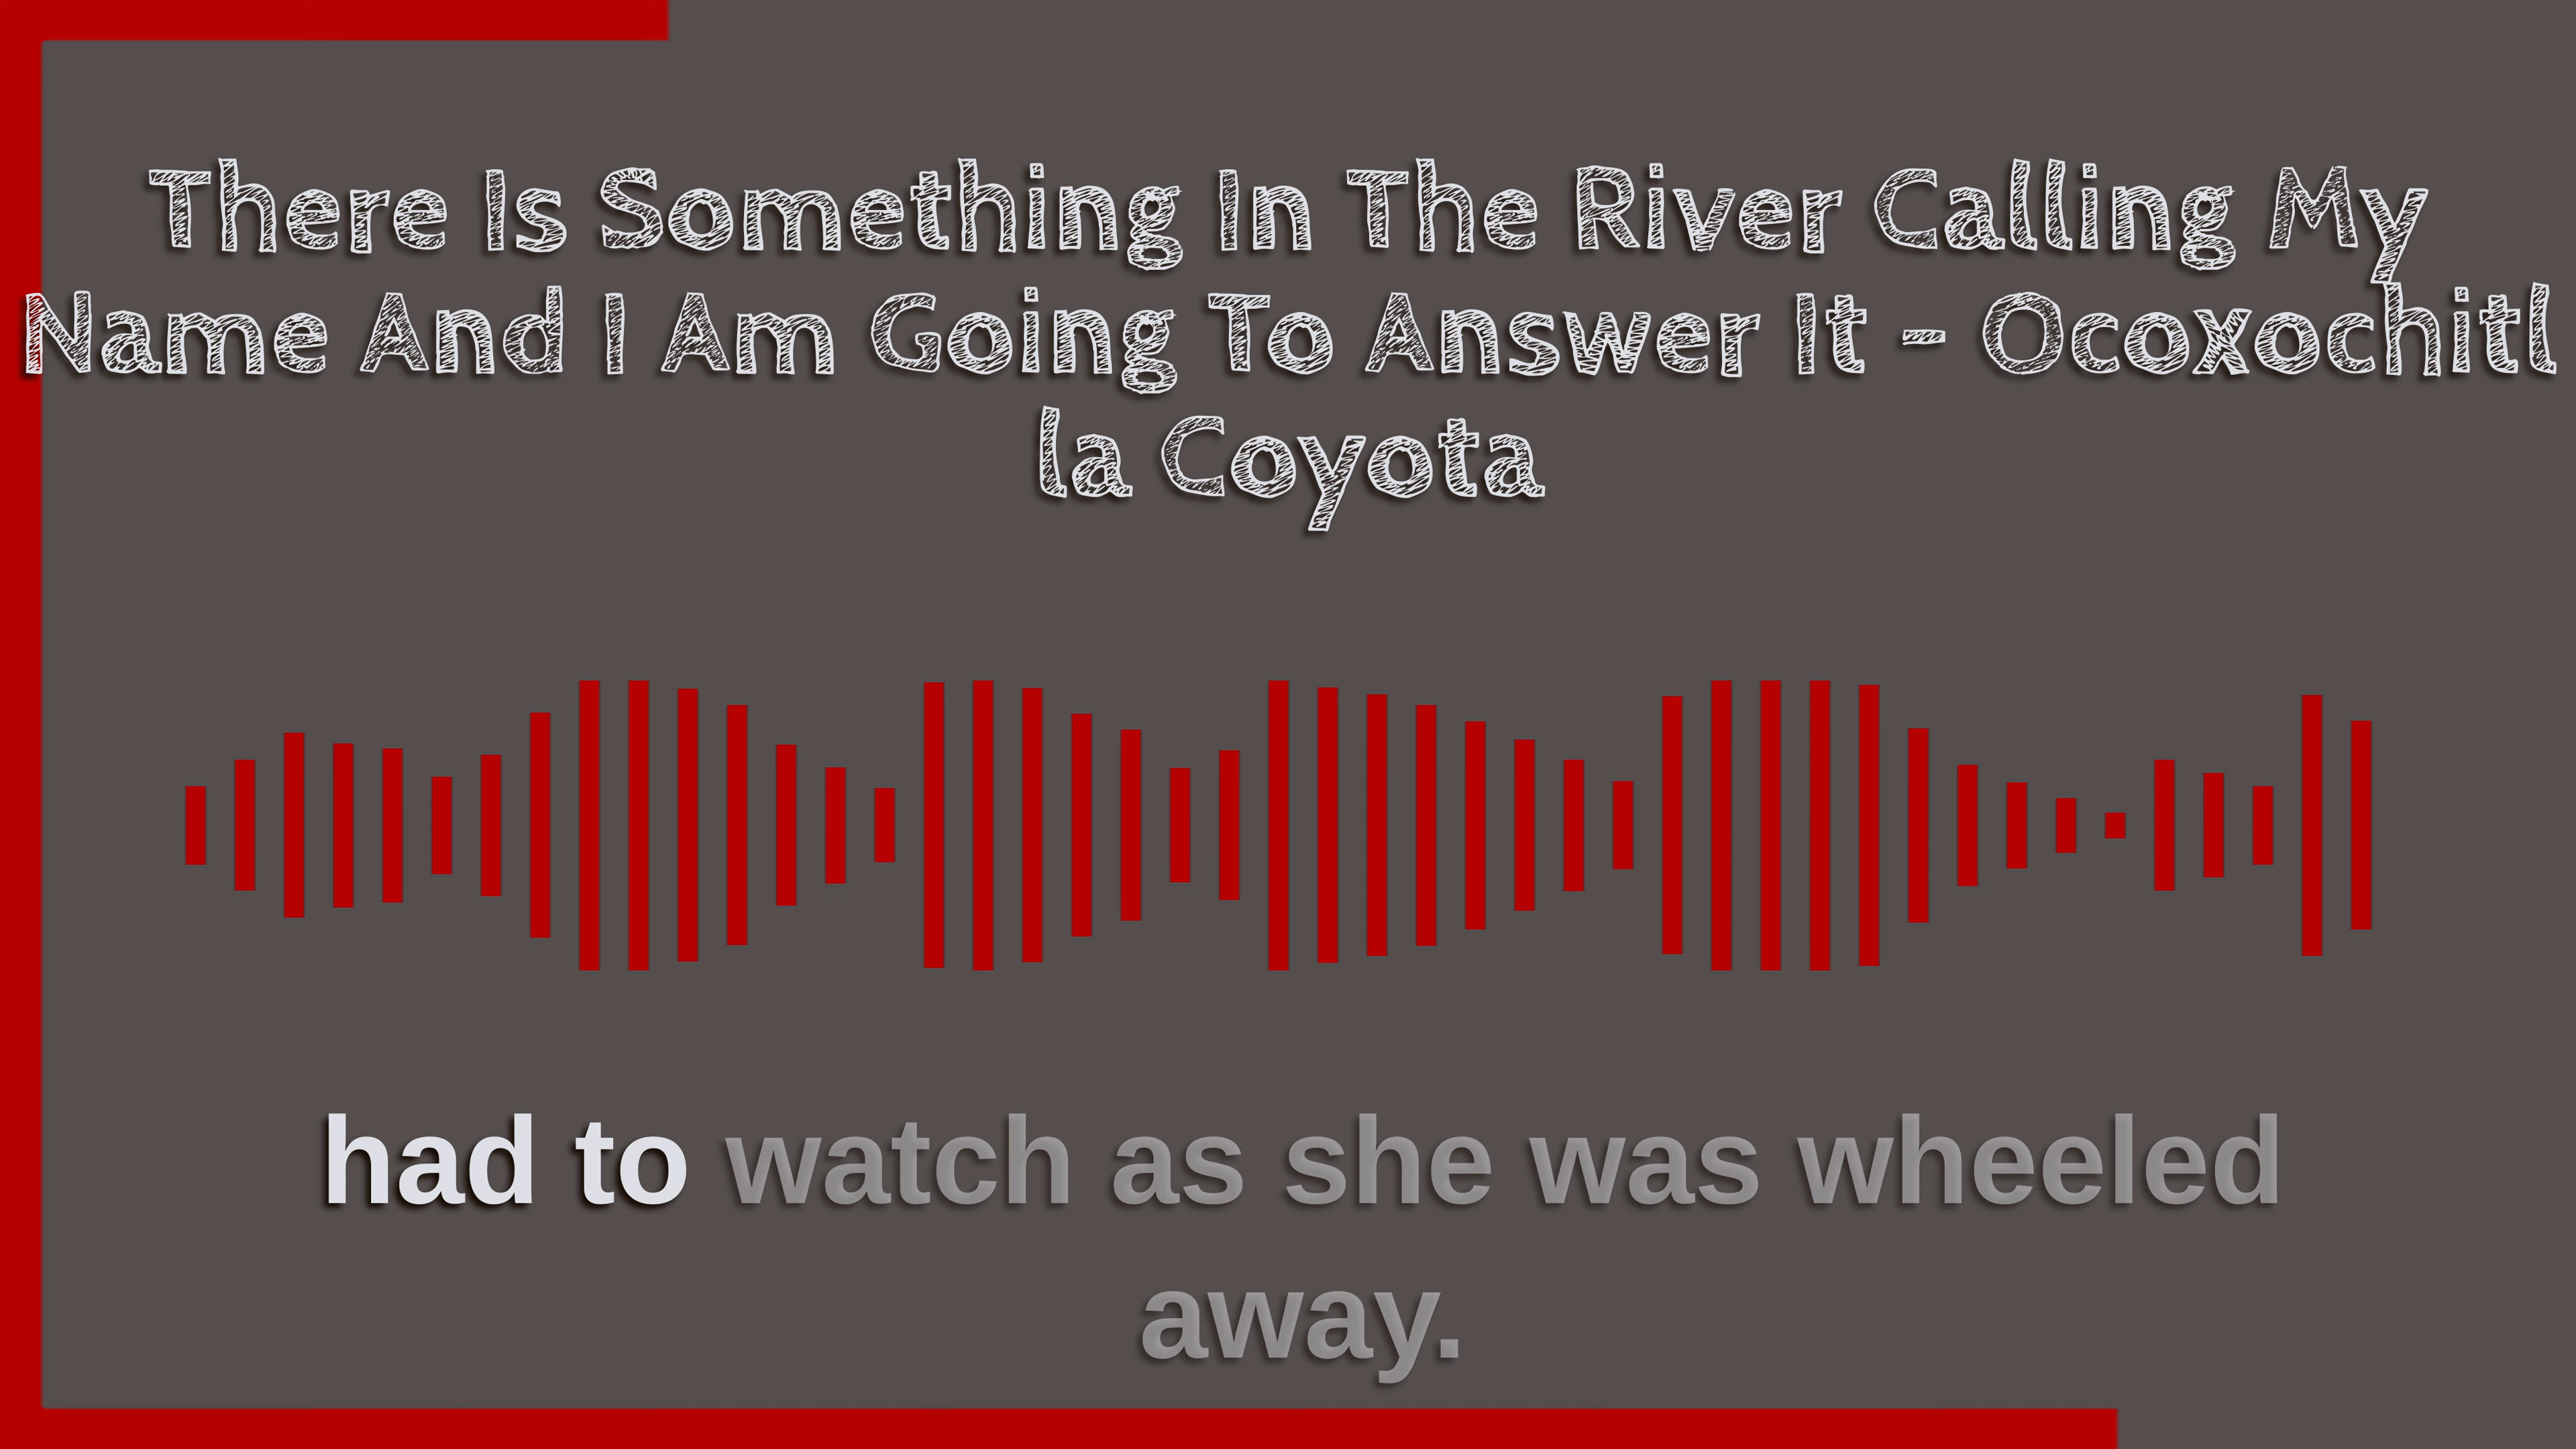 There Is Something In The River Calling My
Name And I Am Going To Answer It - Ocoxochitl
la Coyota
had to watch as she was wheeled
away.